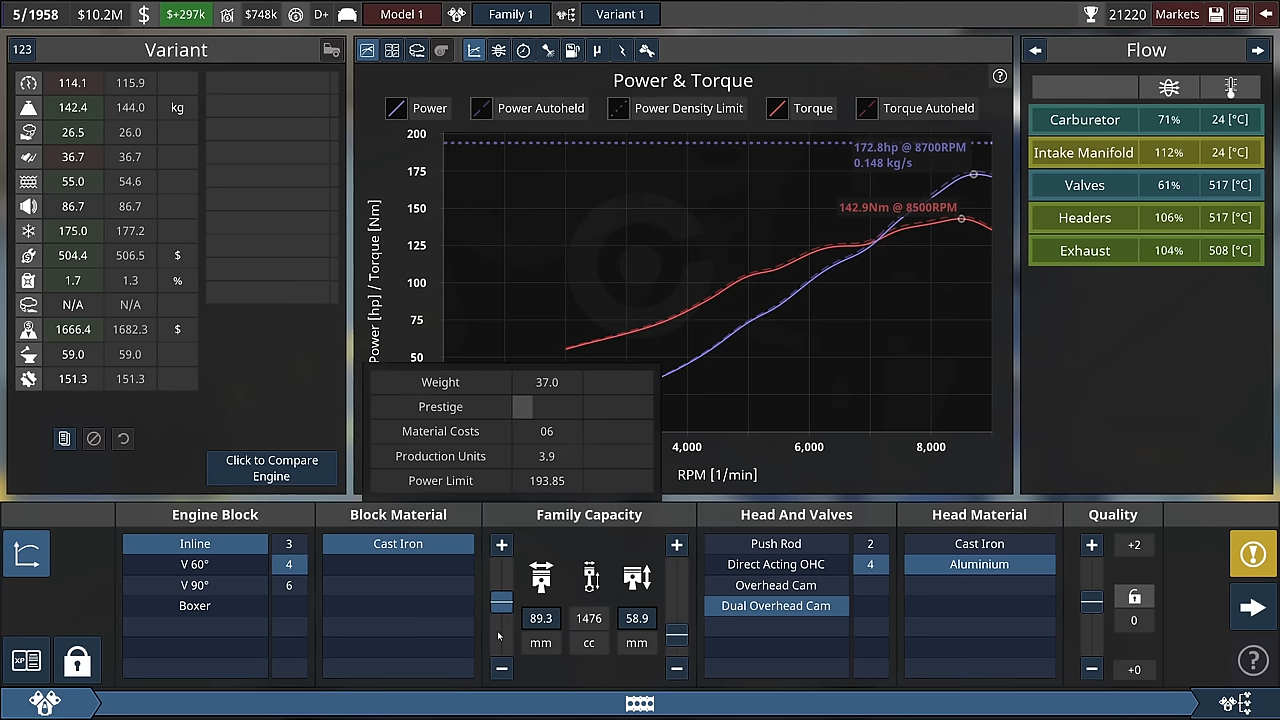 5/1958 $10.2M $ $+297k $748k D+ Model 1 Family 1 Variant 1 21220 Markets
123 Variant
114.1 115.9
142.4 144.0 kg
26.5 26.0
36.7 36.7
55.0 54.6
86.7 86.7
175.0 177.2
504.4 506.5 $
1.7 1.3 %
N/A N/A
1666.4 1682.3 $
59.0 59.0
151.3 151.3
Click to Compare
Engine
Power & Torque
?
Power Power Autoheld Power Density Limit Torque Torque Autoheld
Power [hp] / Torque [Nm]
200
175
150
125
100
75
50
172.8hp @ 8700RPM
0.148 kg/s
142.9Nm @ 8500RPM
4,000 6,000 8,000
RPM [1/min]
Weight 37.0
Prestige
Material Costs 06
Production Units 3.9
Power Limit 193.85
Flow
Carburetor 71% 24 [°C]
Intake Manifold 112% 24 [°C]
Valves 61% 517 [°C]
Headers 106% 517 [°C]
Exhaust 104% 508 [°C]
Engine Block
Inline 3
V 60° 4
V 90° 6
Boxer
Block Material
Cast Iron
Family Capacity
+ +
89.3 1476 58.9
mm cc mm
- -
Head And Valves
Push Rod 2
Direct Acting OHC 4
Overhead Cam
Dual Overhead Cam
Head Material
Cast Iron
Aluminium
Quality
+ +2
0
- +0
XP
!
?